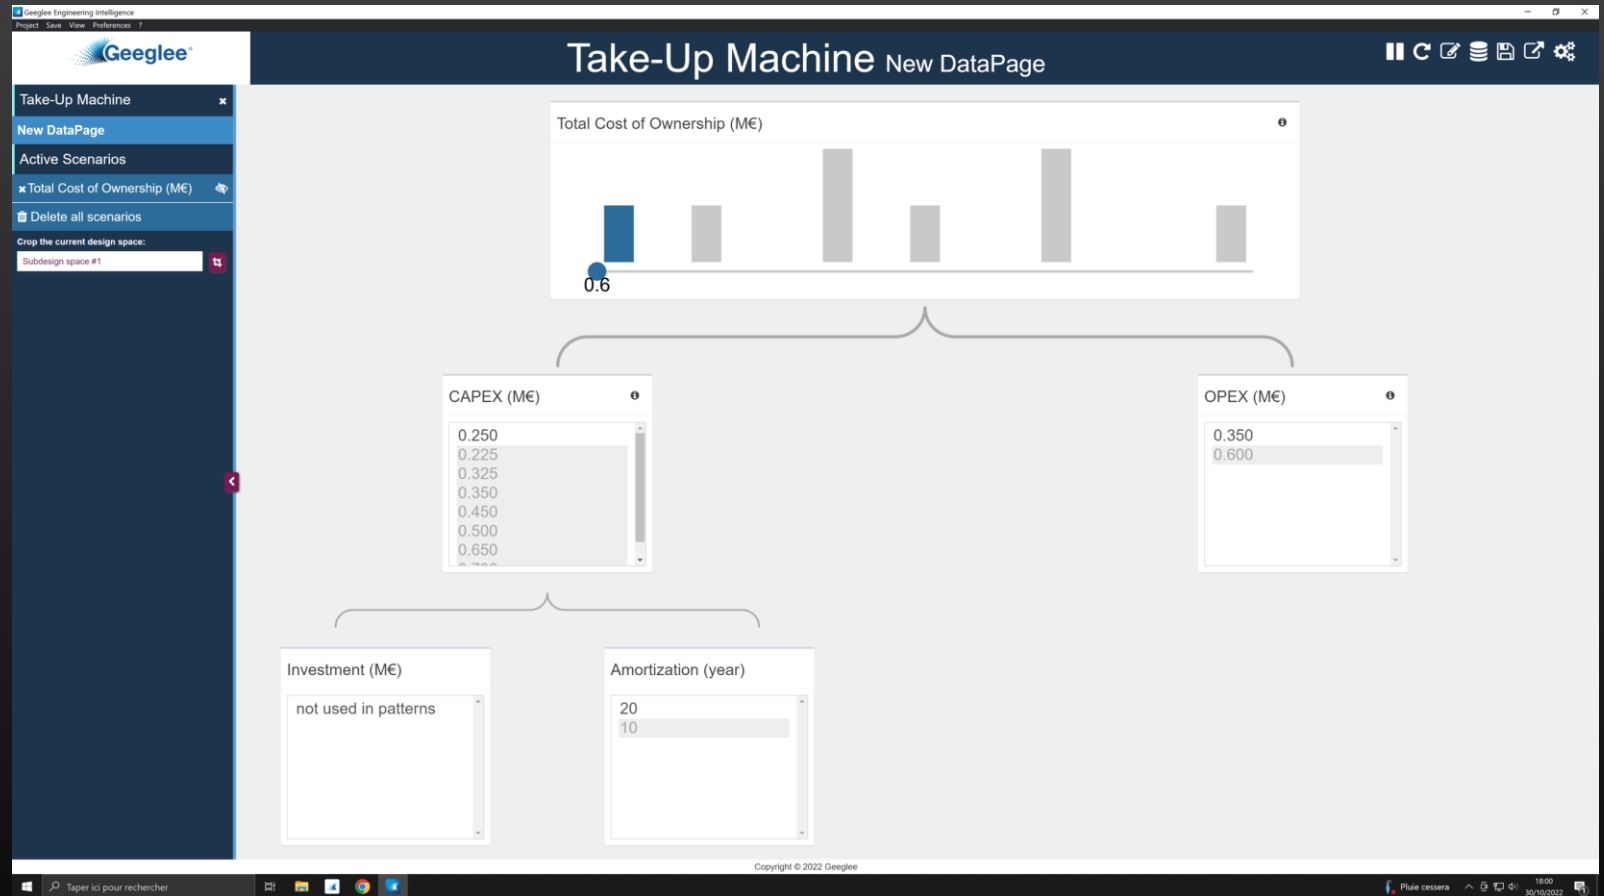 Geeglee Engineering Intelligence
Project Save View Preferences ?
Geeglee®
Take-Up Machine New DataPage
Take-Up Machine
New DataPage
Active Scenarios
Total Cost of Ownership (M€)
Delete all scenarios
Crop the current design space:
Subdesign space #1
Total Cost of Ownership (M€)
0.6
CAPEX (M€)
0.250
0.225
0.325
0.350
0.450
0.500
0.650
OPEX (M€)
0.350
0.600
Investment (M€)
not used in patterns
Amortization (year)
20
10
Copyright © 2022 Geeglee
Taper ici pour rechercher
Pluie cessera
18:00
30/10/2022